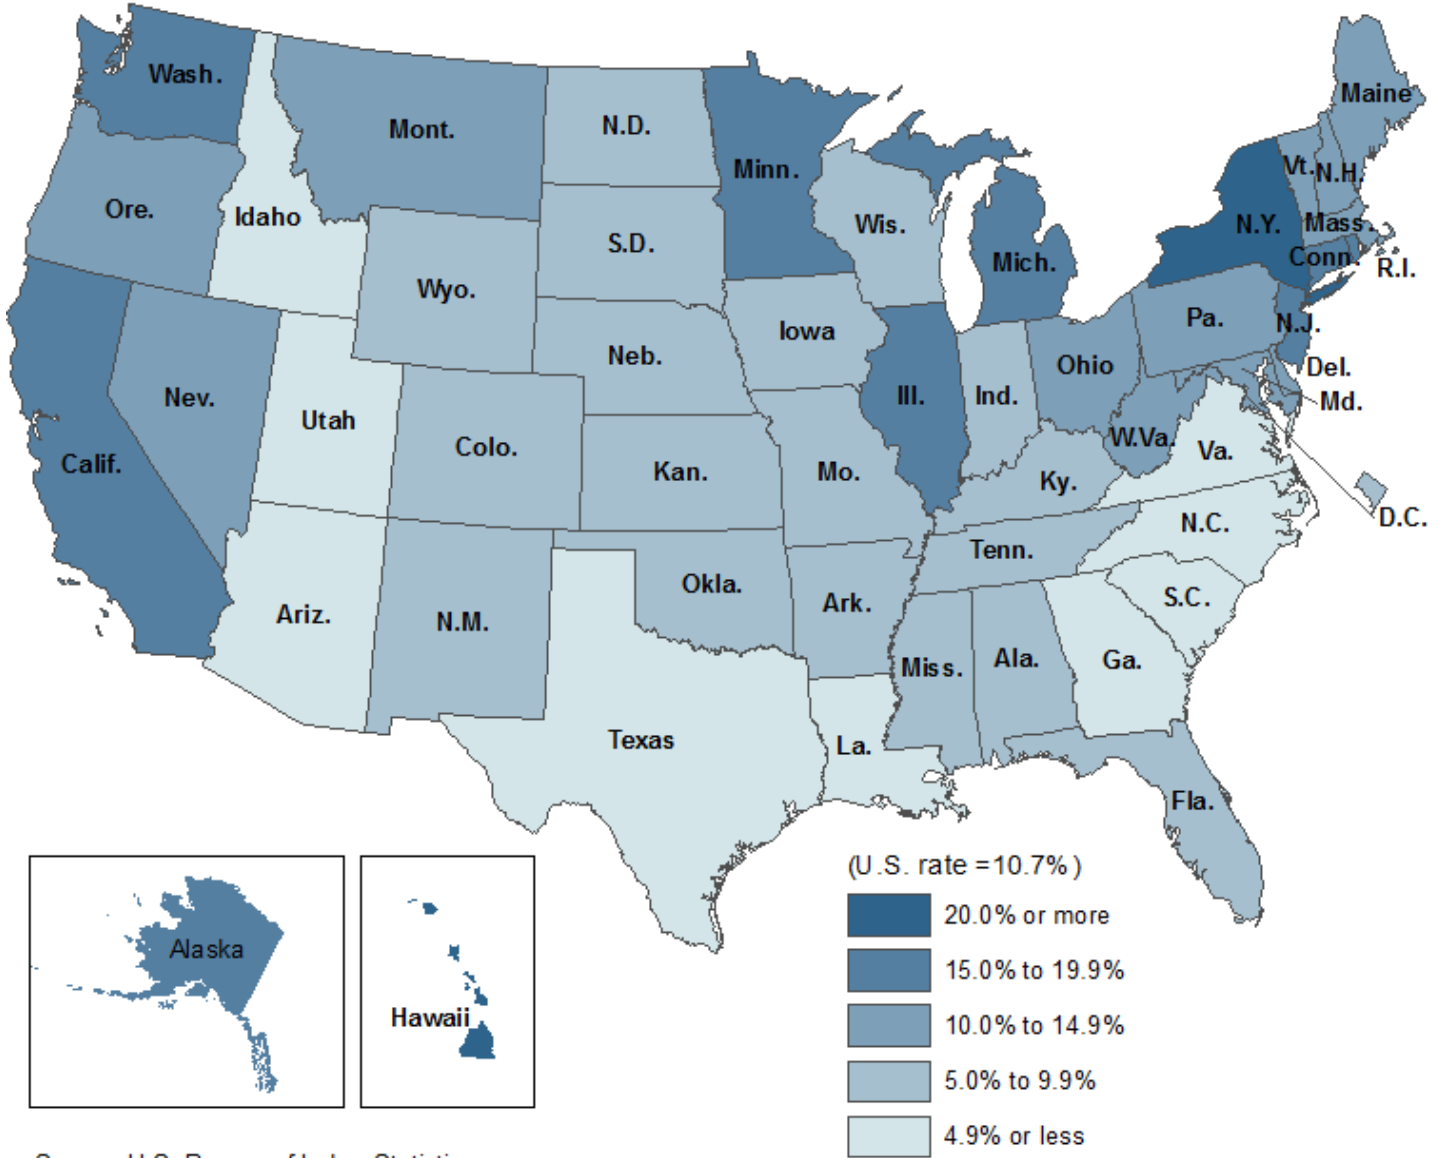 Wash.
Mont.
N.D.
Minn.
Maine
Vt.
N.H.
Ore.
Idaho
S.D.
Wis.
Mich.
N.Y.
Mass.
Conn.
R.I.
Wyo.
Iowa
Neb.
Pa.
N.J.
Ohio
Del.
Md.
Nev.
Utah
Colo.
Kan.
Mo.
Ill.
Ind.
W.Va.
Va.
Calif.
Ky.
D.C.
N.C.
Tenn.
Okla.
Ark.
S.C.
Ariz.
N.M.
Miss.
Ala.
Ga.
Texas
La.
Fla.
Alaska
Hawaii
(U.S. rate =10.7%)
20.0% or more
15.0% to 19.9%
10.0% to 14.9%
5.0% to 9.9%
4.9% or less